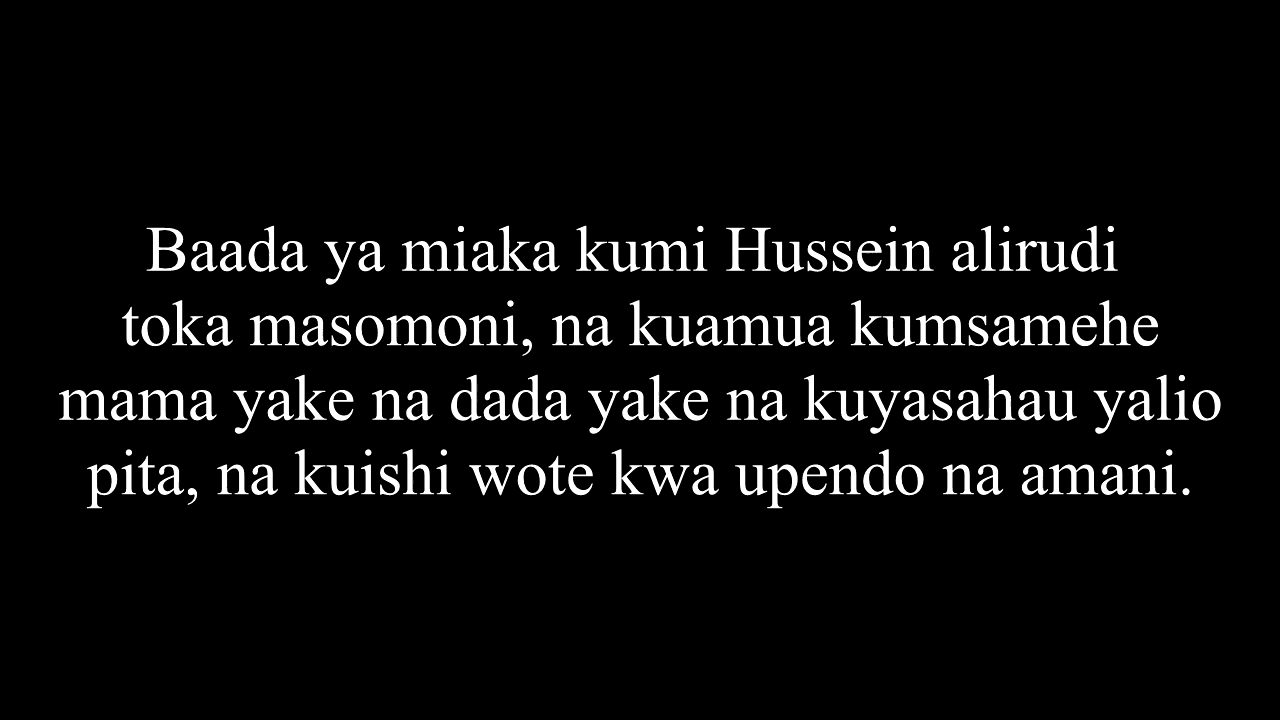 Baada ya miaka kumi Hussein alirudi
toka masomoni, na kuamua kumsamehe
mama yake na dada yake na kuyasahau yalio
pita, na kuishi wote kwa upendo na amani.